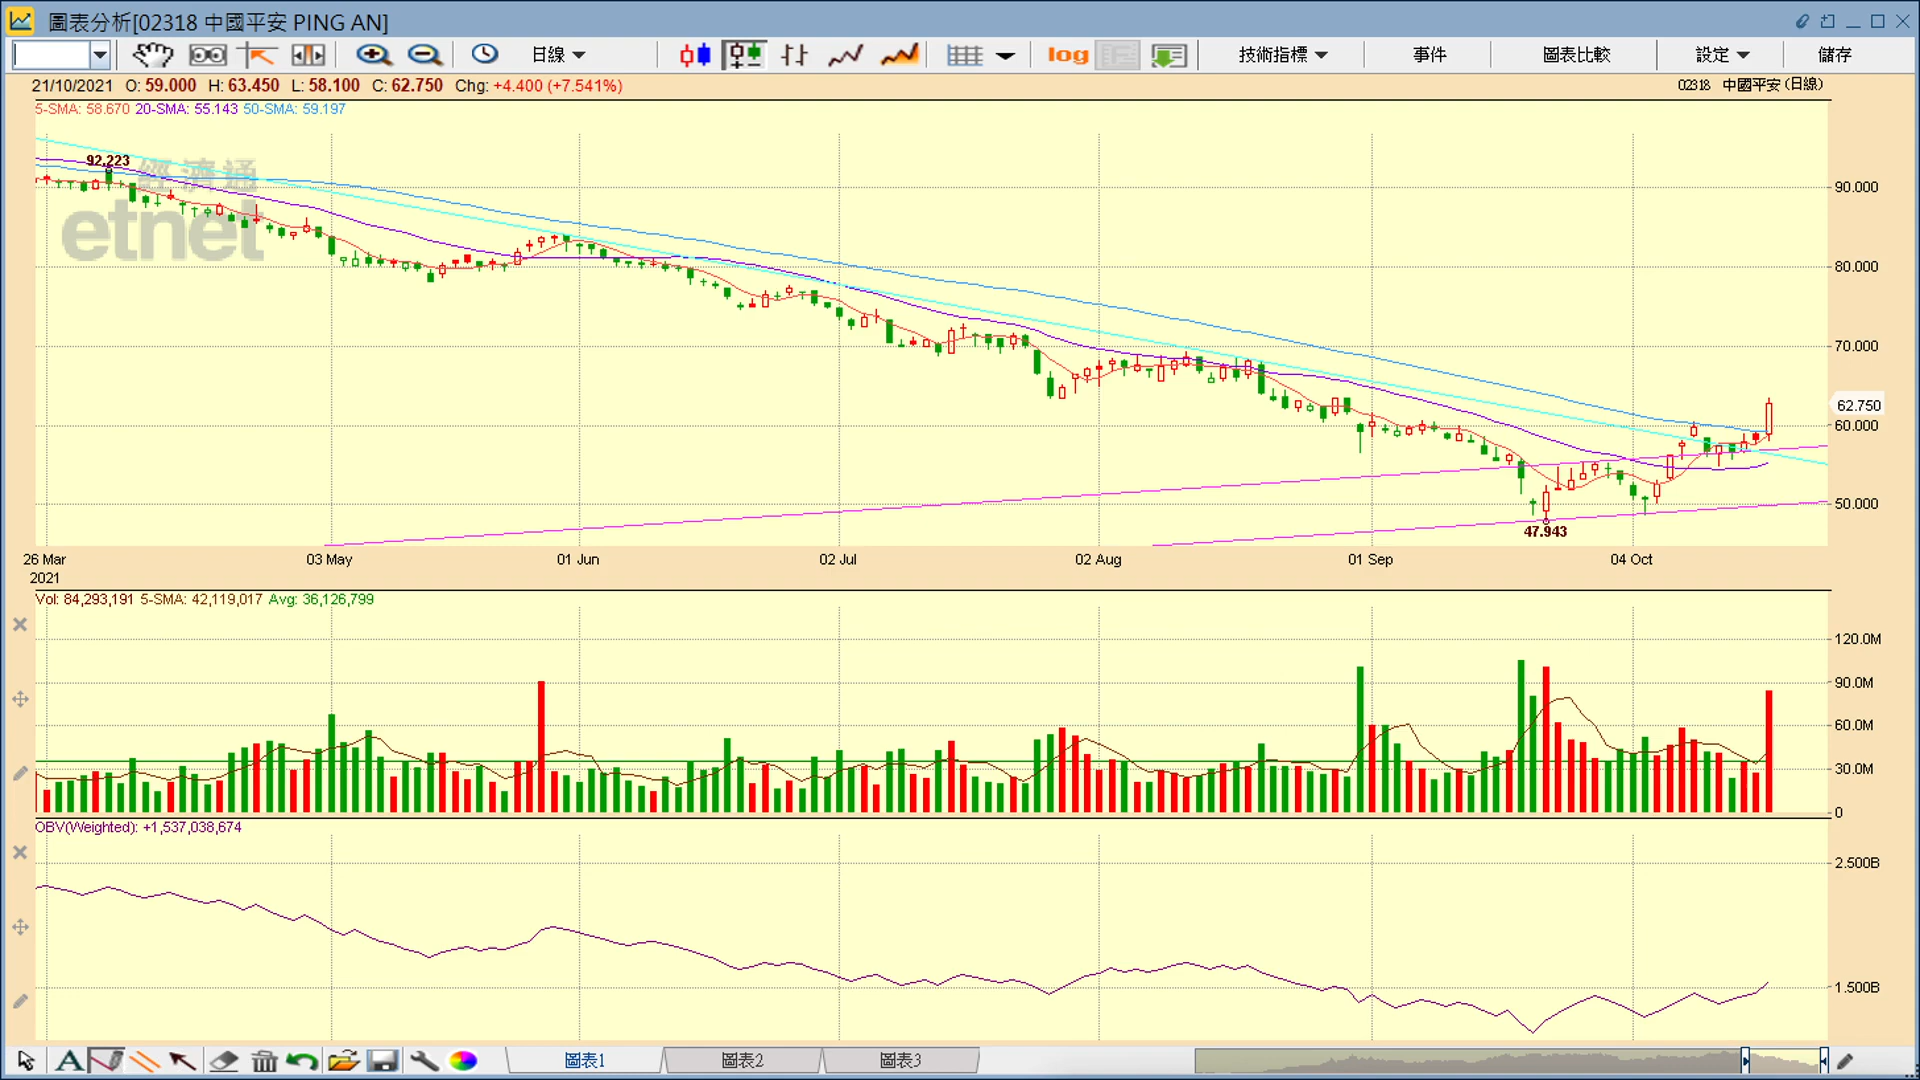 圖表分析[02318 中國平安 PING AN]
日線
log
技術指標
事件
圖表比較
設定
儲存
21/10/2021 O: 59.000 H: 63.450 L: 58.100 C: 62.750 Chg: +4.400 (+7.541%)
02318 中國平安(日線)
5-SMA: 58.670 20-SMA: 55.143 50-SMA: 59.197
92.223
經濟通
etnet
90.000
80.000
70.000
62.750
60.000
50.000
47.943
26 Mar 03 May 01 Jun 02 Jul 02 Aug 01 Sep 04 Oct
2021
Vol: 84,293,191 5-SMA: 42,119,017 Avg: 36,126,799
120.0M
90.0M
60.0M
30.0M
0
OBV(Weighted): +1,537,038,674
2.500B
1.500B
A
圖表1
圖表2
圖表3